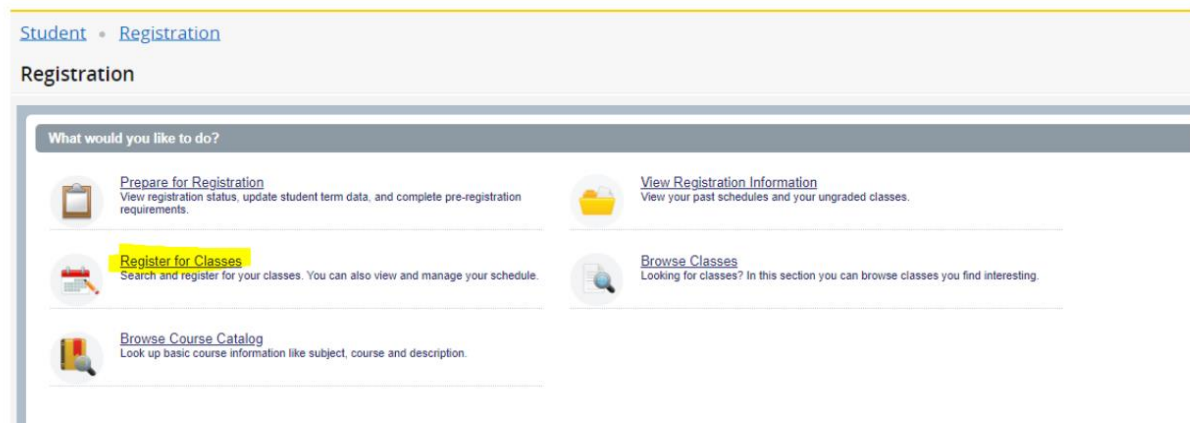 Student • Registration
Registration
What would you like to do?
Prepare for Registration
View registration status, update student term data, and complete pre-registration
requirements.
View Registration Information
View your past schedules and your ungraded classes.
Register for Classes
Search and register for your classes. You can also view and manage your schedule.
Browse Classes
Looking for classes? In this section you can browse classes you find interesting.
Browse Course Catalog
Look up basic course information like subject, course and description.